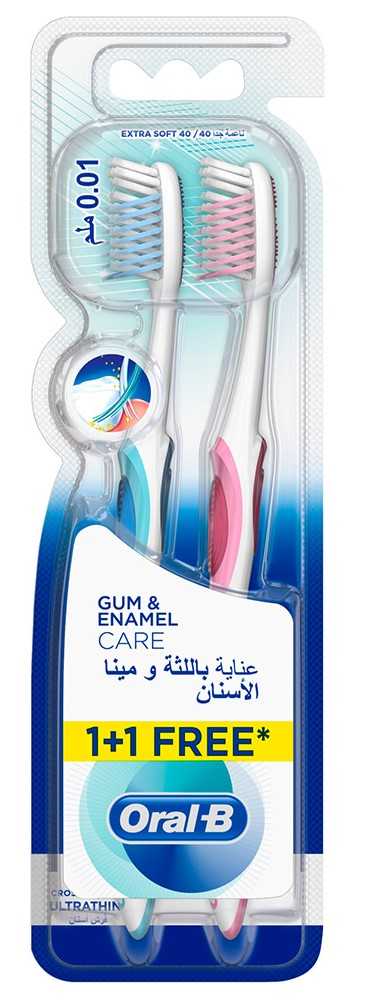 EXTRA SOFT 40 / 40 ناعمة جدا
0.01 ملم
GUM &
ENAMEL
CARE
عناية باللثة و مينا
الأسنان
1+1 FREE*
Oral-B
ULTRATHIN
فرش أسنان